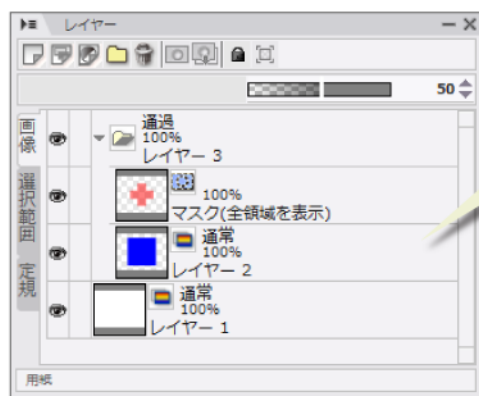 レイヤー
50
画像
選択範囲
定規
通過
100%
レイヤー 3
100%
マスク(全領域を表示)
通常
100%
レイヤー 2
通常
100%
レイヤー 1
用紙